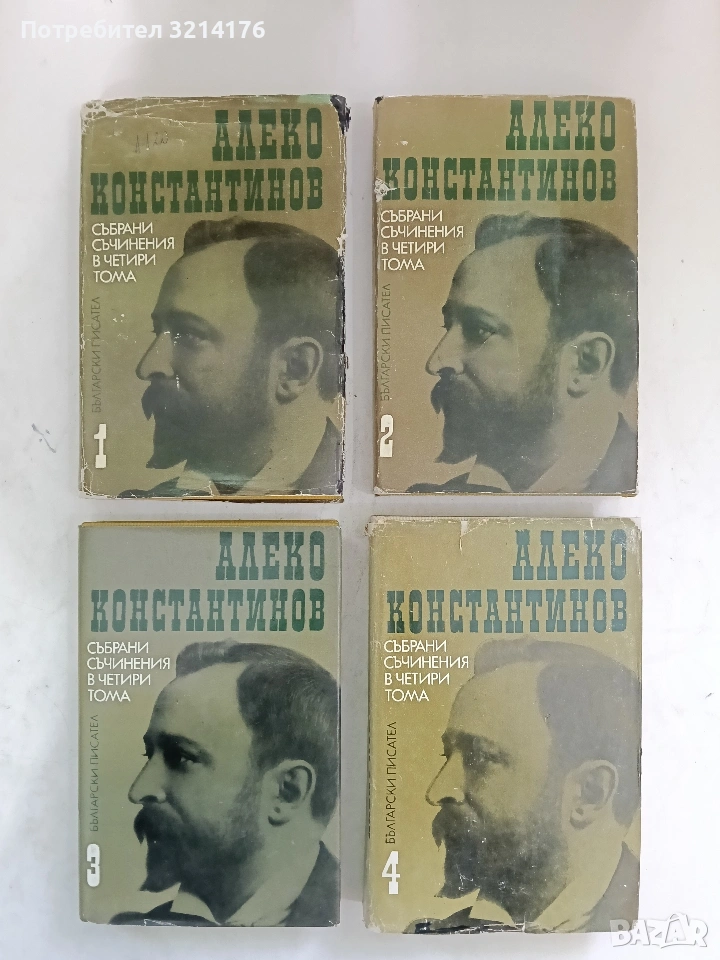 Потребител 3214176
АЛЕКО
КОНСТАНТИНОВ
СЪБРАНИ
СЪЧИНЕНИЯ
В ЧЕТИРИ
ТОМА
БЪЛГАРСКИ ПИСАТЕЛ
1
АЛЕКО
КОНСТАНТИНОВ
СЪБРАНИ
СЪЧИНЕНИЯ
В ЧЕТИРИ
ТОМА
БЪЛГАРСКИ ПИСАТЕЛ
2
АЛЕКО
КОНСТАНТИНОВ
СЪБРАНИ
СЪЧИНЕНИЯ
В ЧЕТИРИ
ТОМА
БЪЛГАРСКИ ПИСАТЕЛ
3
АЛЕКО
КОНСТАНТИНОВ
СЪБРАНИ
СЪЧИНЕНИЯ
В ЧЕТИРИ
ТОМА
БЪЛГАРСКИ ПИСАТЕЛ
4
BAZAR